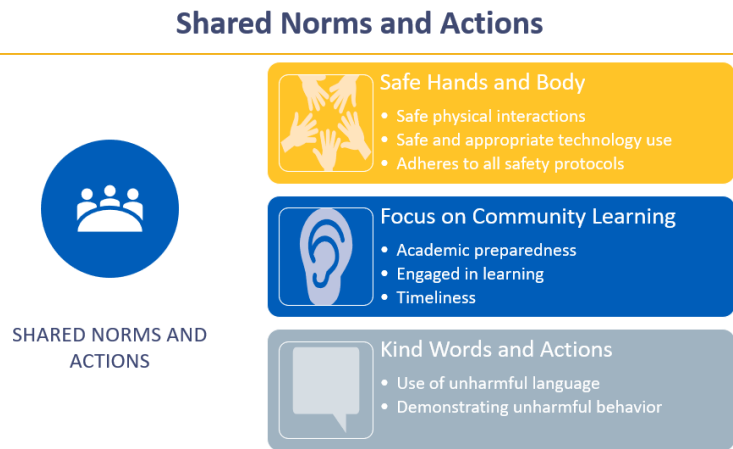 Shared Norms and Actions
SHARED NORMS AND
ACTIONS
Safe Hands and Body
• Safe physical interactions
• Safe and appropriate technology use
• Adheres to all safety protocols
Focus on Community Learning
• Academic preparedness
• Engaged in learning
• Timeliness
Kind Words and Actions
• Use of unharmful language
• Demonstrating unharmful behavior